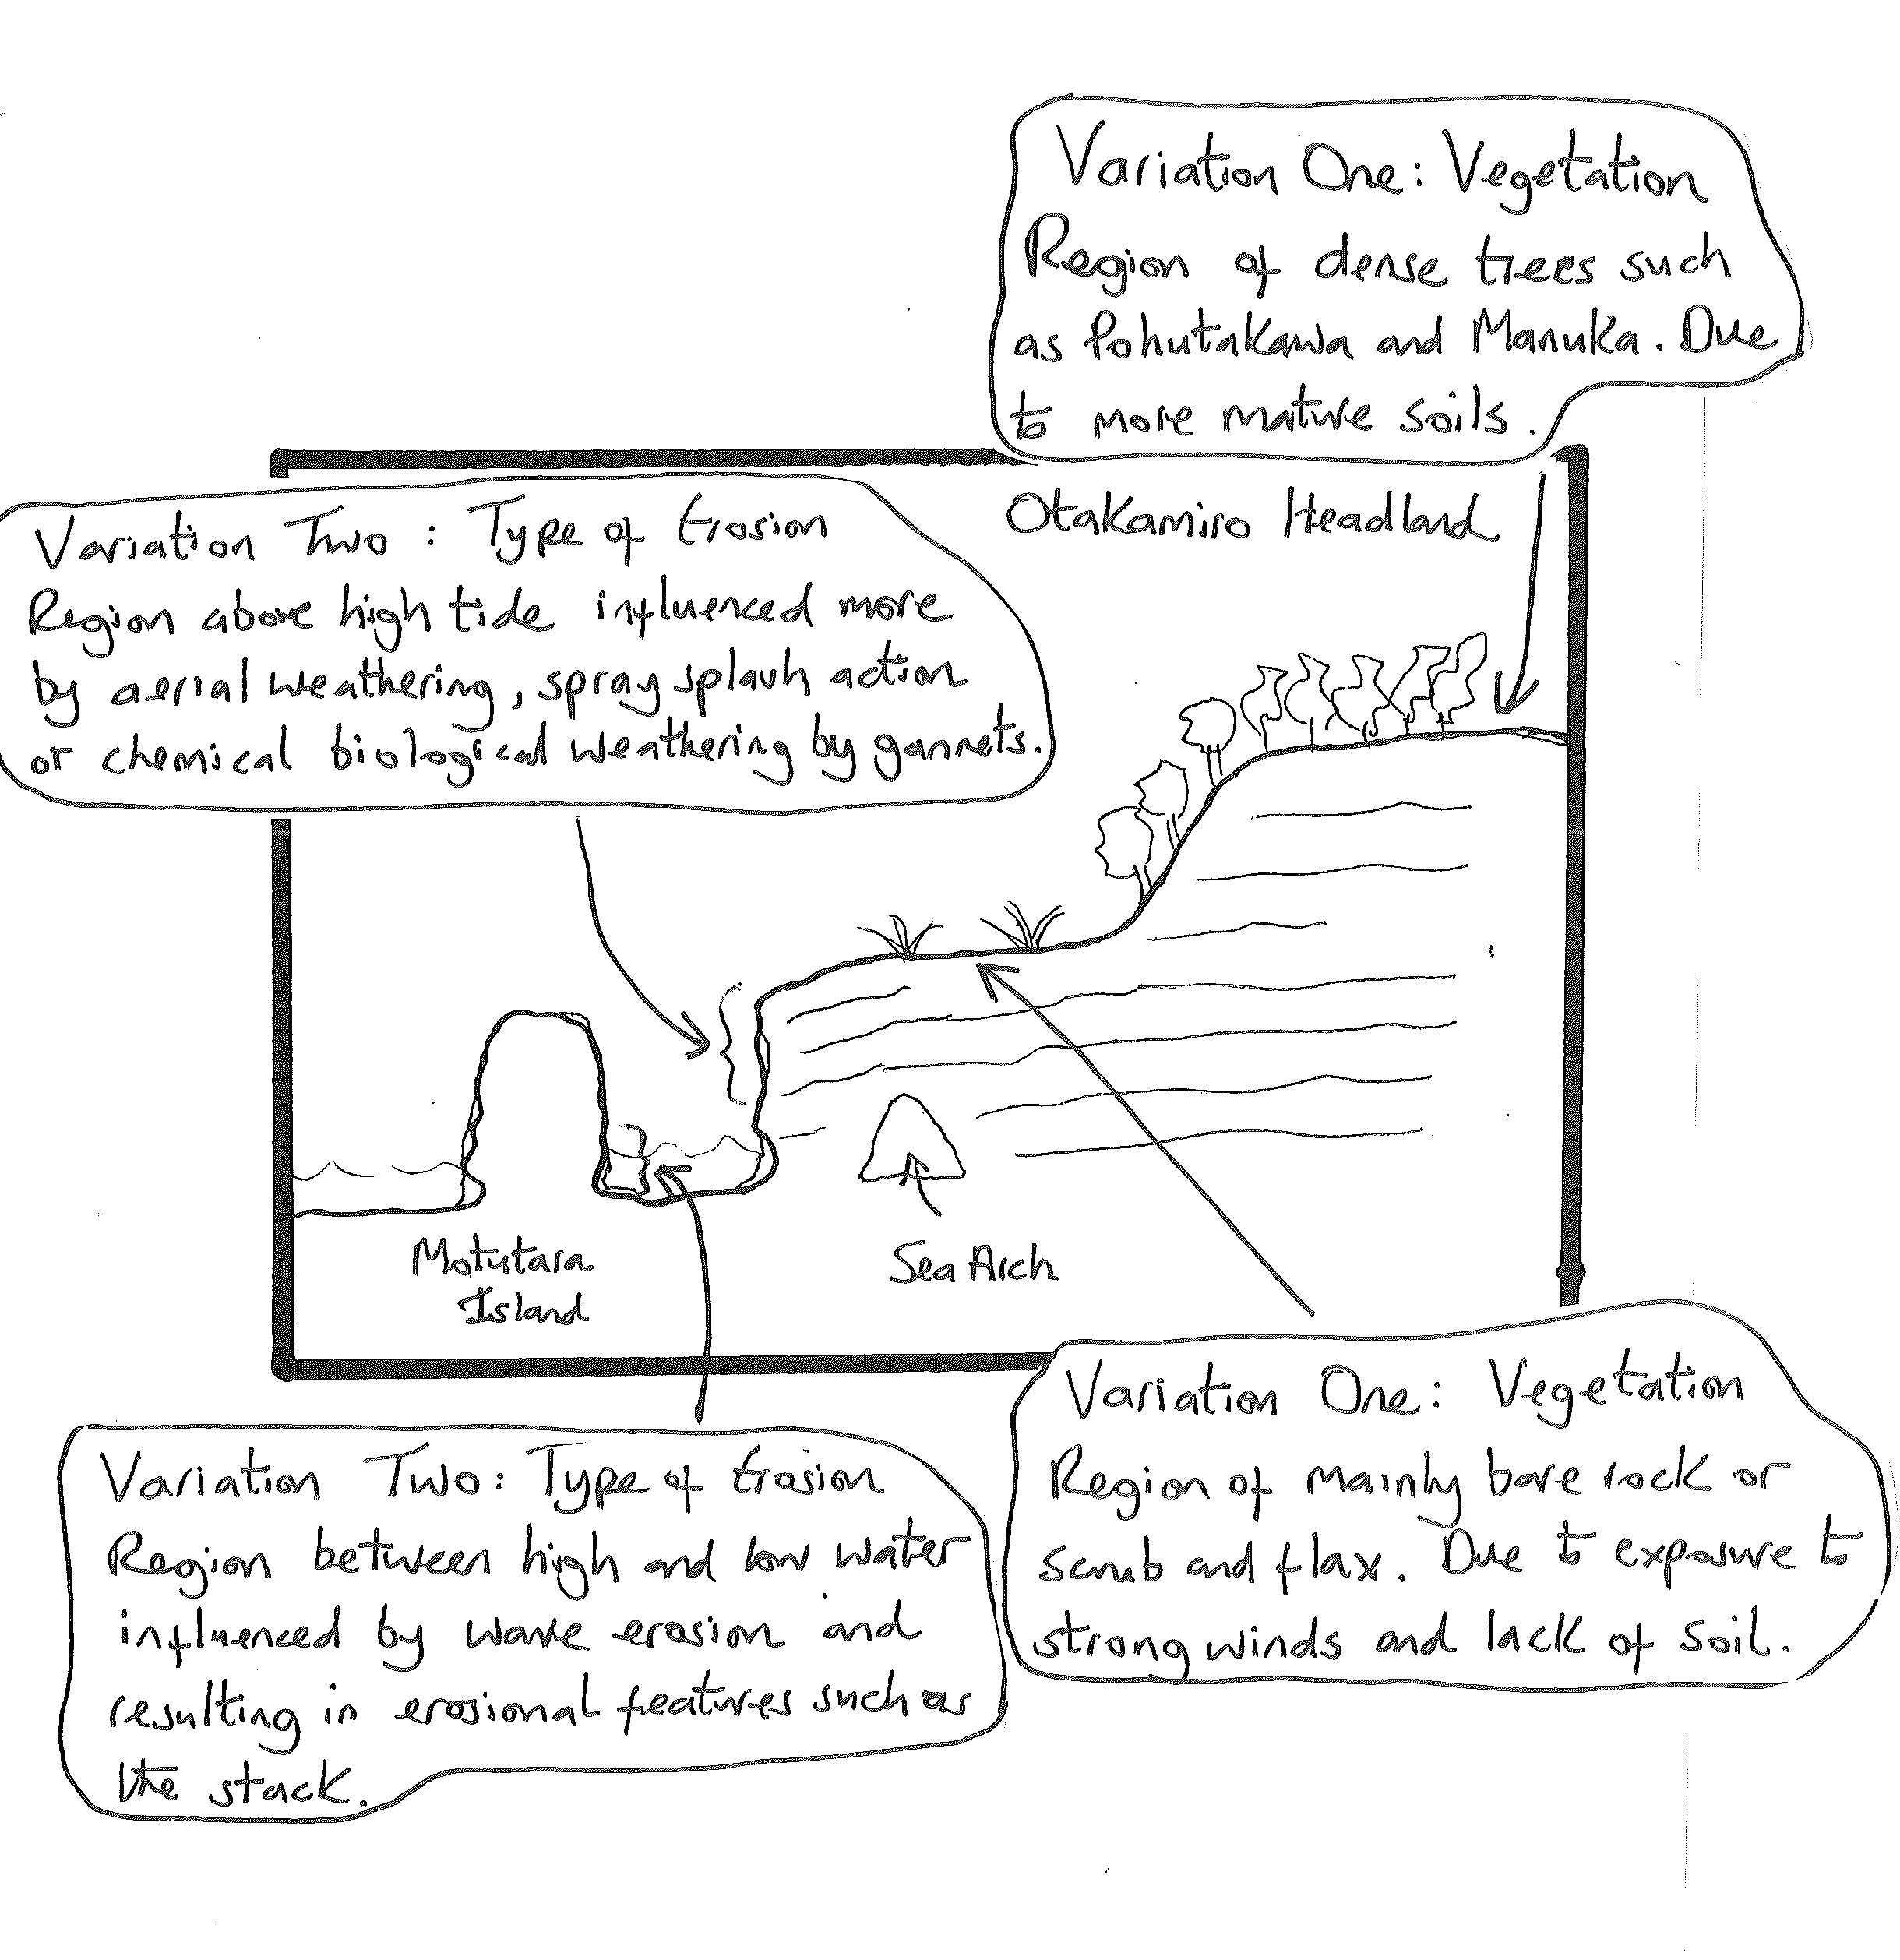 Variation One: Vegetation
Region of dense trees such
as Pohutakawa and Manuka. Due
to more mature soils.
Otakamiro Headland
Variation Two: Type of Erosion
Region above high tide influenced more
by aerial weathering, spray splash action
or chemical biological weathering by gannets.
Motutara
Island
Sea Arch
Variation Two: Type of Erosion
Region between high and low water
influenced by wave erosion and
resulting in erosional features such as
the stack.
Variation One: Vegetation
Region of mainly bare rock or
scrub and flax. Due to exposure to
strong winds and lack of soil.